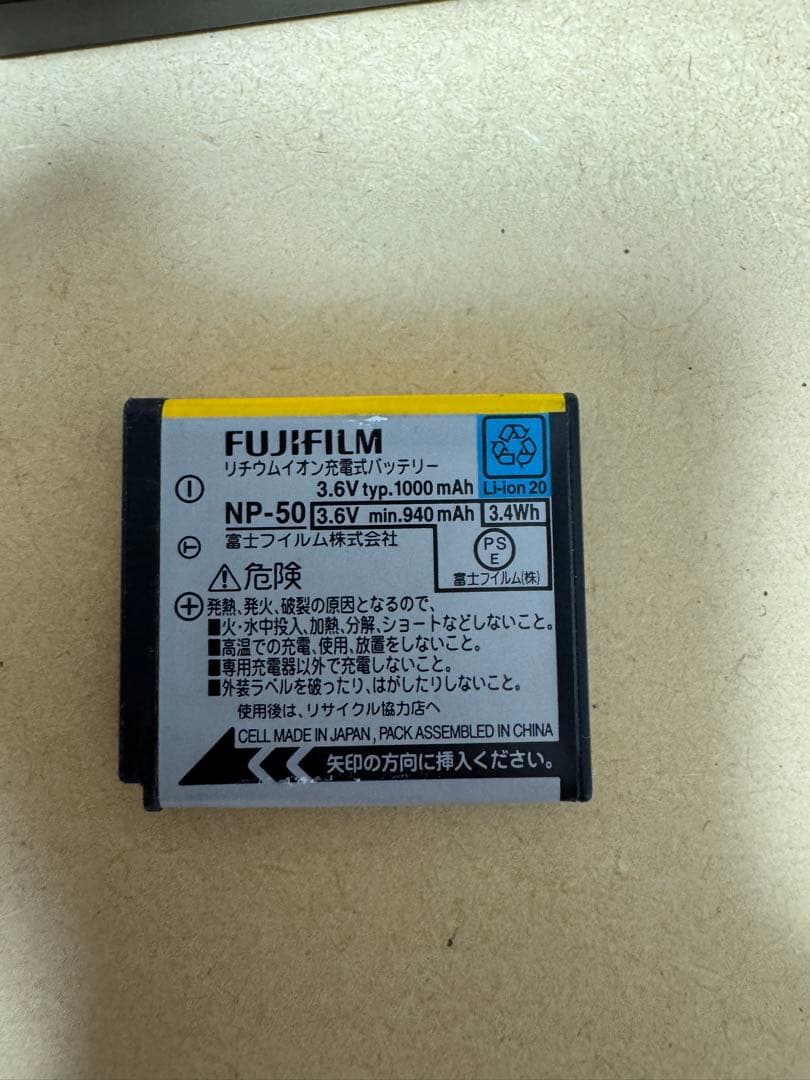 FUJIFILM
リチウムイオン充電式バッテリー
3.6V typ.1000 mAh
Li-ion 20
NP-50 3.6V min.940 mAh 3.4Wh
富士フイルム株式会社
PS
E
富士フイルム(株)
危険
発熱、発火、破裂の原因となるので、
■火・水中投入、加熱、分解、ショートなどしないこと。
■高温での充電、使用、放置をしないこと。
■専用充電器以外で充電しないこと。
■外装ラベルを破ったり、はがしたりしないこと。
使用後は、リサイクル協力店へ
CELL MADE IN JAPAN , PACK ASSEMBLED IN CHINA
矢印の方向に挿入ください。
− T +